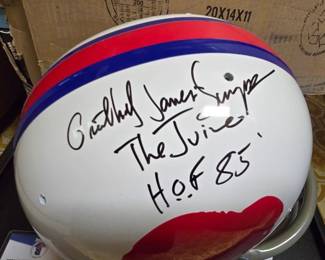 20X14X11
Orenthal James Simpson
"The Juice"
H.O.F 85'